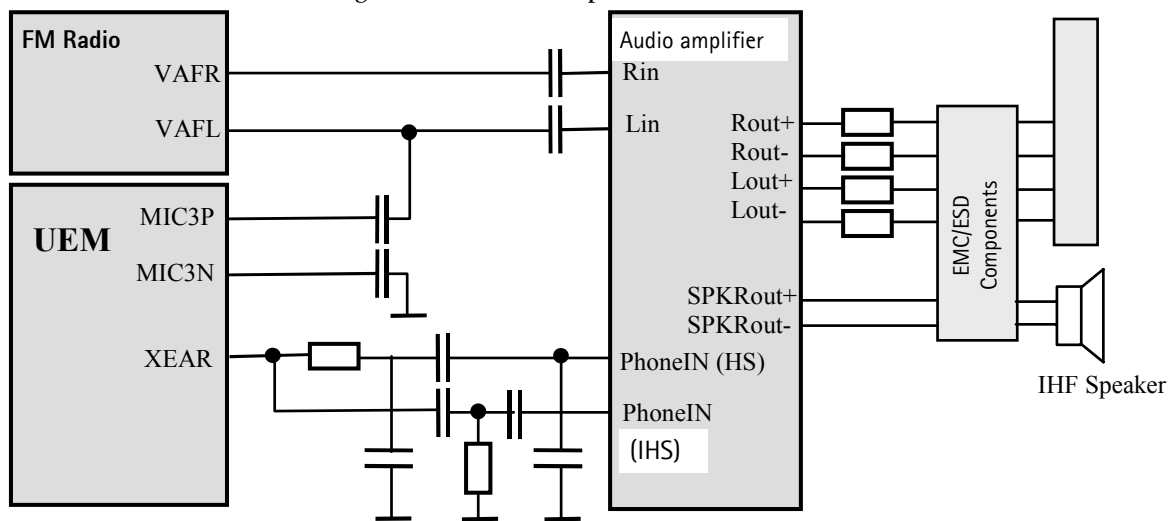 FM Radio
VAFR
VAFL
UEM
MIC3P
MIC3N
XEAR
Audio amplifier
Rin
Lin
Rout+
Rout-
Lout+
Lout-
SPKRout+
SPKRout-
PhoneIN (HS)
PhoneIN
(IHS)
EMC/ESD
Components
IHF Speaker